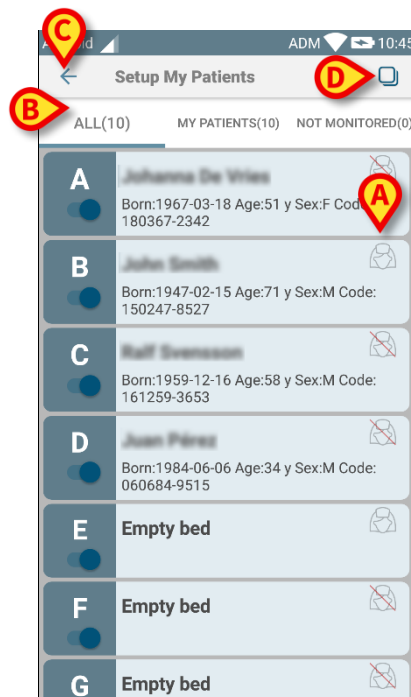 C
ADM 10:45
Setup My Patients
D
B
ALL(10) MY PATIENTS(10) NOT MONITORED(0)
A
Born:1967-03-18 Age:51 y Sex:F
180367-2342
A
B
Born:1947-02-15 Age:71 y Sex:M Code:
150247-8527
C
Born:1959-12-16 Age:58 y Sex:M Code:
161259-3653
D
Born:1984-06-06 Age:34 y Sex:M Code:
060684-9515
E Empty bed
F Empty bed
G Empty bed